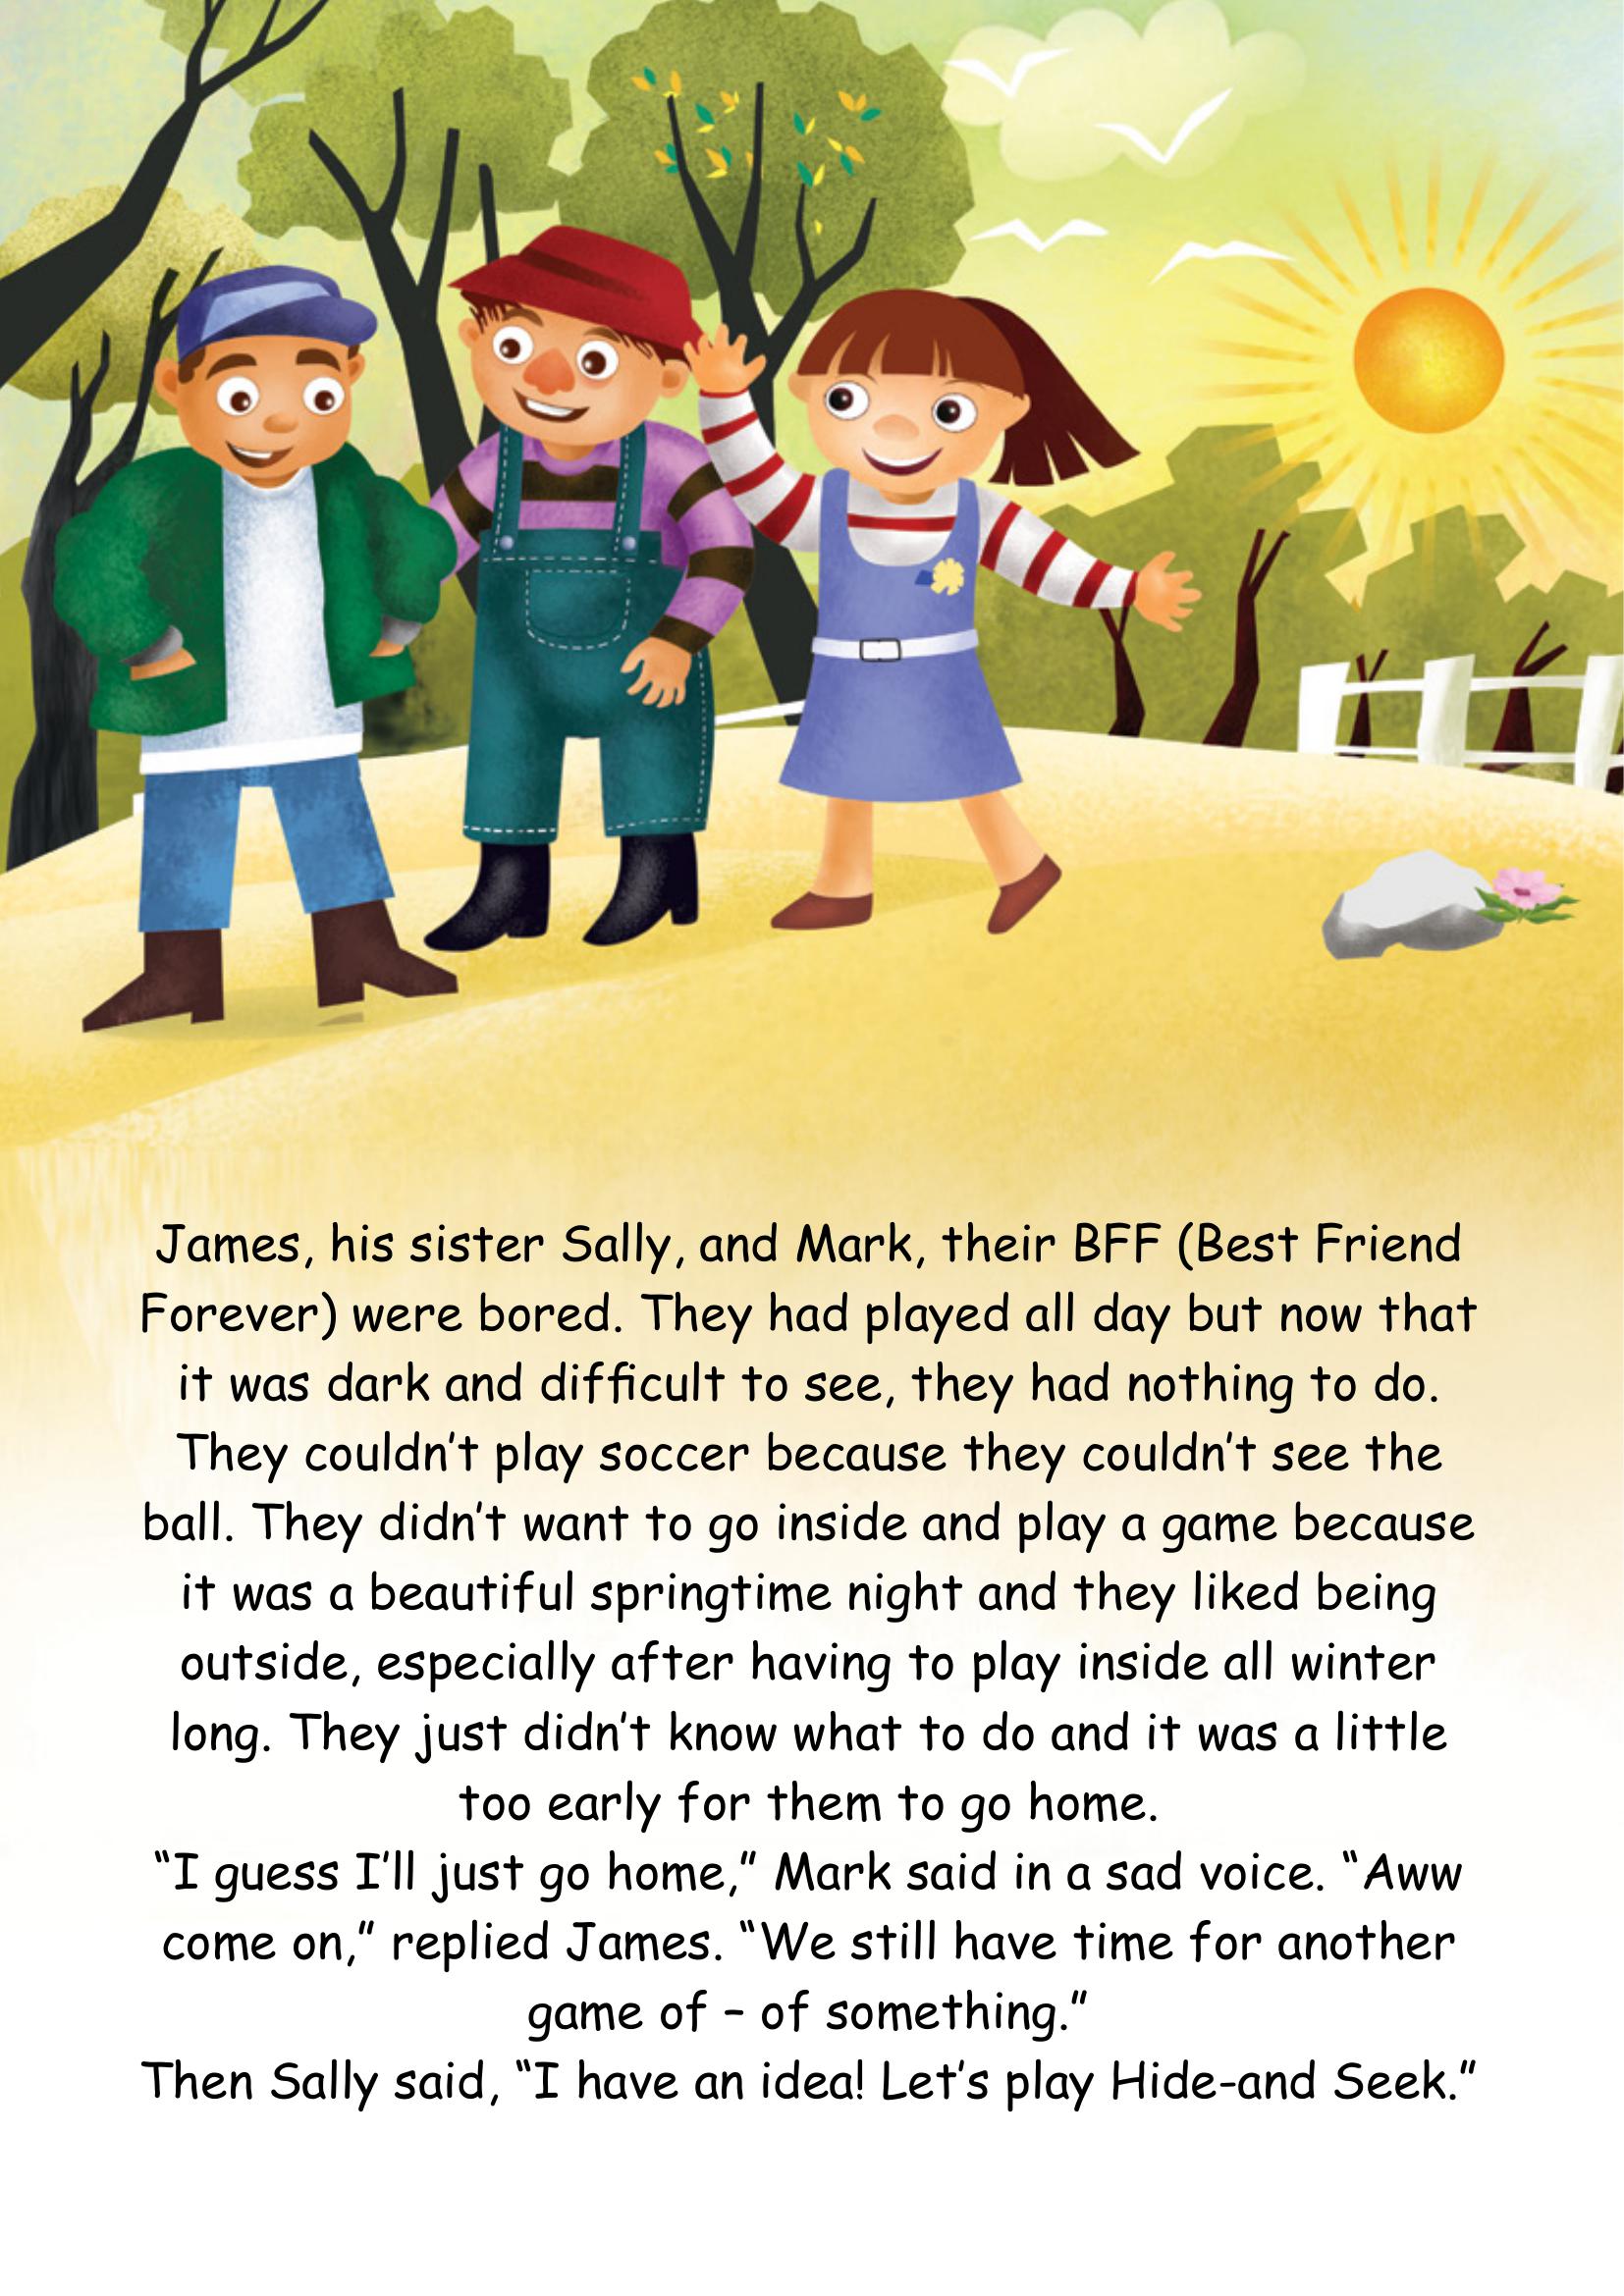 James, his sister Sally, and Mark, their BFF (Best Friend
Forever) were bored. They had played all day but now that
it was dark and difficult to see, they had nothing to do.
They couldn’t play soccer because they couldn’t see the
ball. They didn’t want to go inside and play a game because
it was a beautiful springtime night and they liked being
outside, especially after having to play inside all winter
long. They just didn’t know what to do and it was a little
too early for them to go home.
“I guess I’ll just go home,” Mark said in a sad voice. “Aww
come on,” replied James. “We still have time for another
game of – of something.”
Then Sally said, “I have an idea! Let’s play Hide-and Seek.”